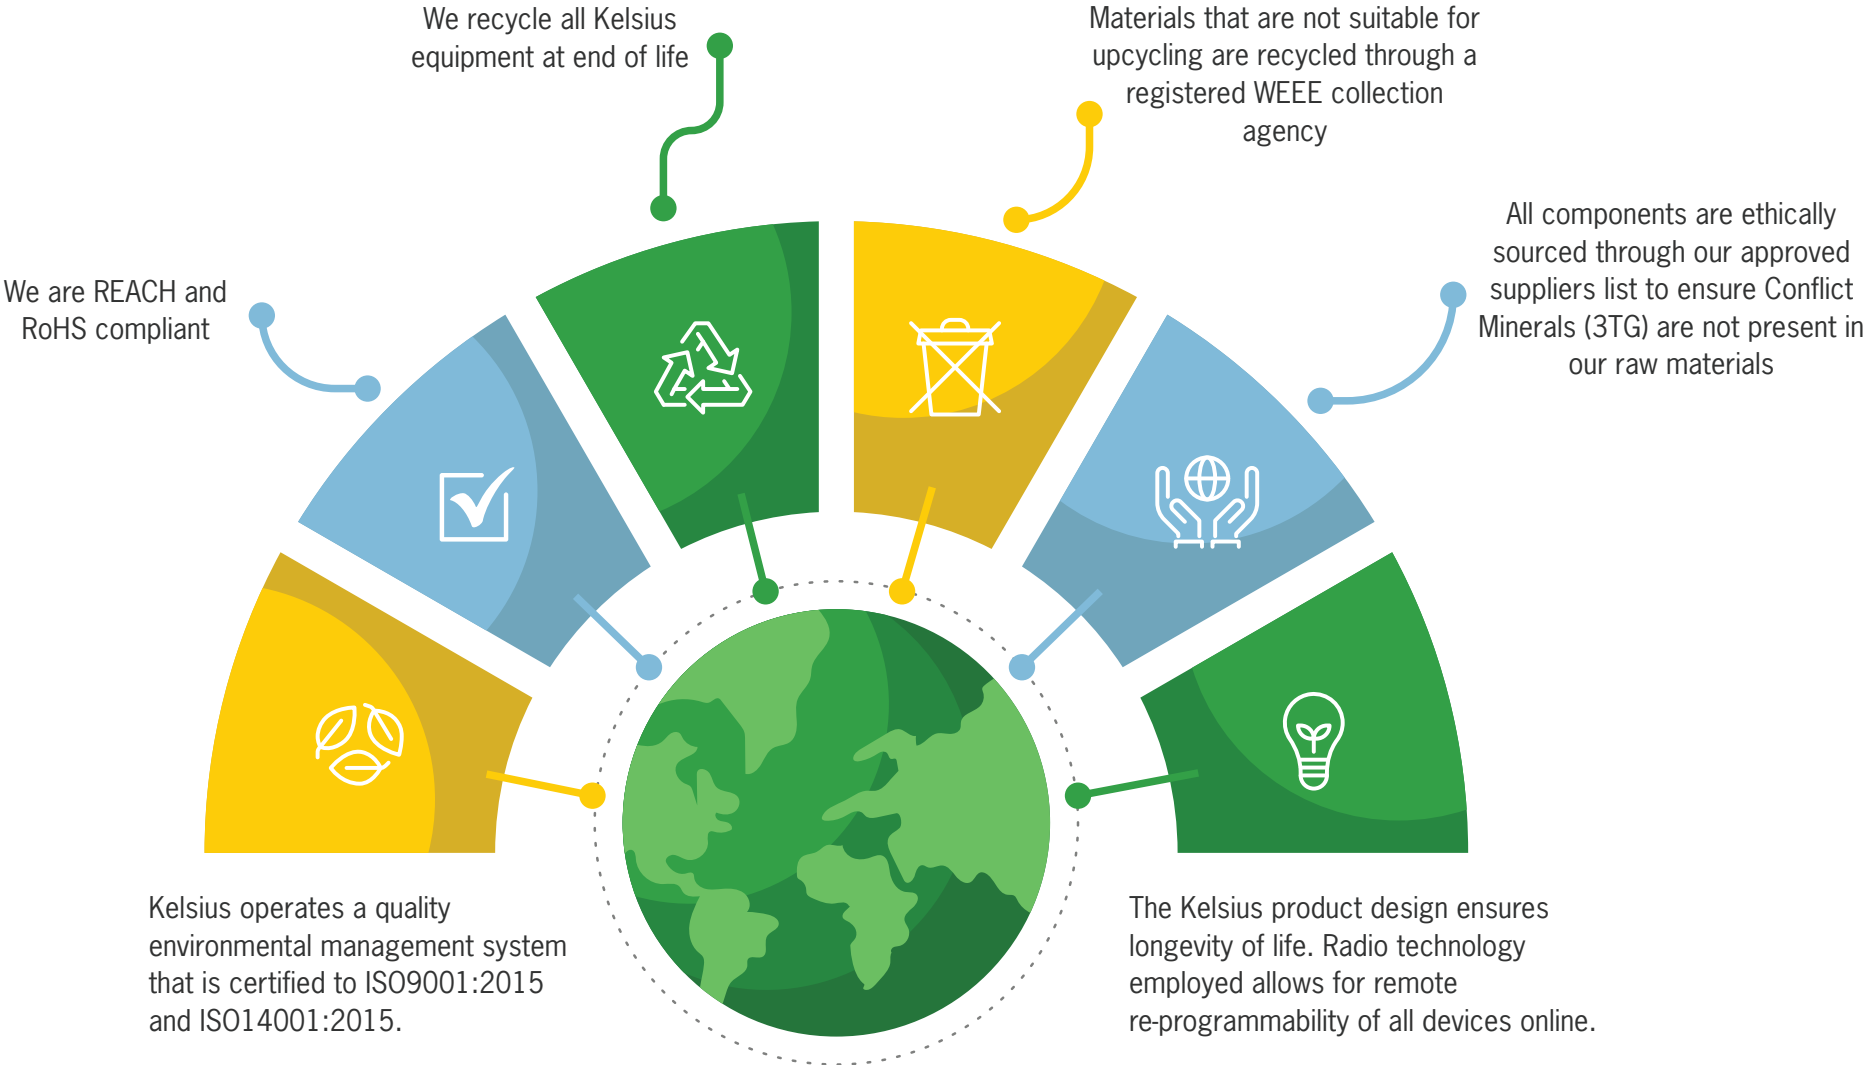 We recycle all Kelsius
equipment at end of life
Materials that are not suitable for
upcycling are recycled through a
registered WEEE collection
agency
All components are ethically
sourced through our approved
suppliers list to ensure Conflict
Minerals (3TG) are not present in
our raw materials
We are REACH and
RoHS compliant
Kelsius operates a quality
environmental management system
that is certified to ISO9001:2015
and ISO14001:2015.
The Kelsius product design ensures
longevity of life. Radio technology
employed allows for remote
re-programmability of all devices online.